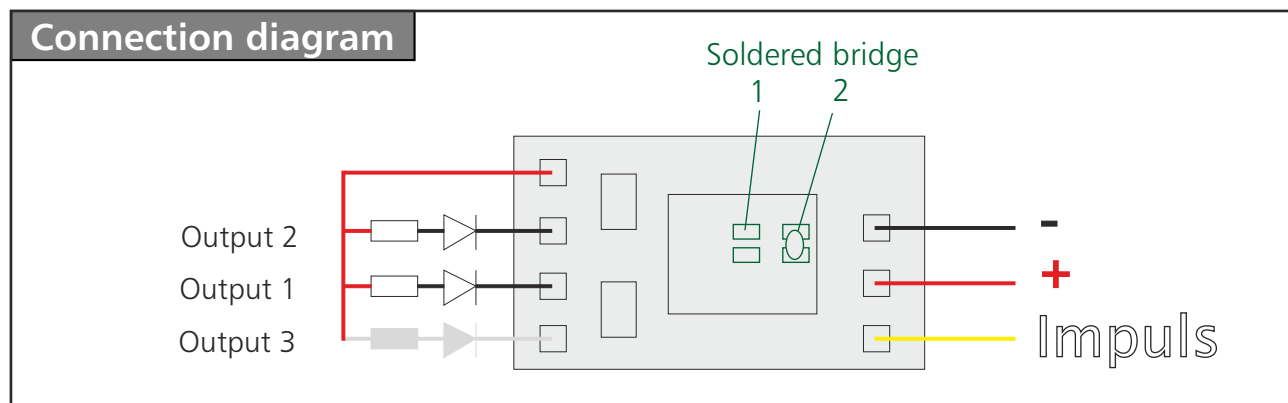 Connection diagram
Soldered bridge
1 2
Output 2
Output 1
Output 3
-
+
Impuls